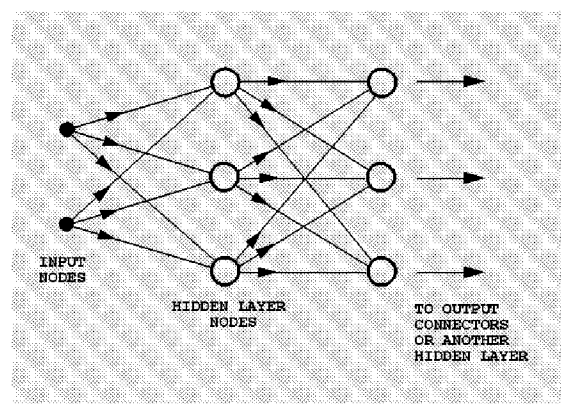 INPUT
NODES
HIDDEN LAYER
NODES
TO OUTPUT
CONNECTORS
OR ANOTHER
HIDDEN LAYER